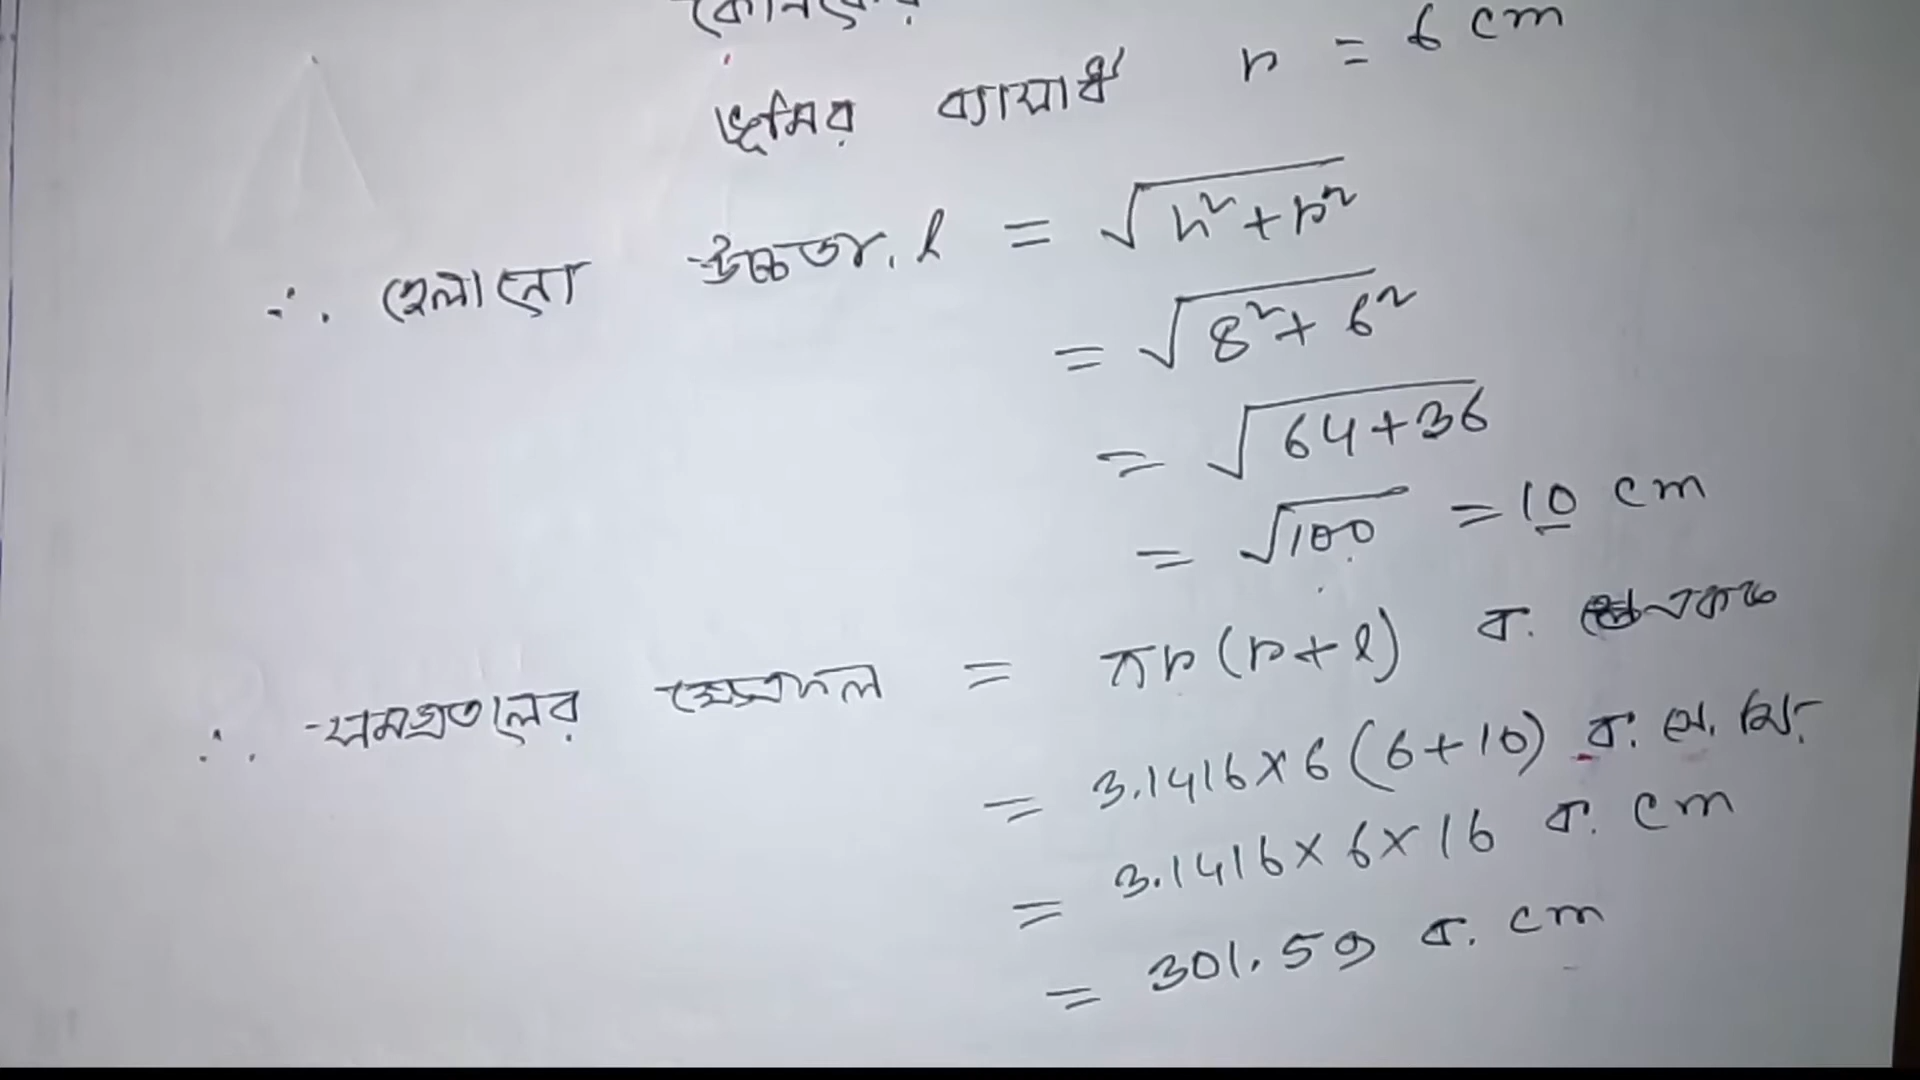 কোনকের
ভূমির ব্যাসার্ধ r = 6 cm
∴ হেলানো উচ্চতা, l = √h²+r²
= √8²+6²
= √64+36
= √100 = 10 cm
∴ সমগ্রতলের ক্ষেত্রফল = πr(r+l) ব. একক
= 3.1416×6(6+10) ব. সে. মি.
= 3.1416×6×16 ব. cm
= 301.59 ব. cm